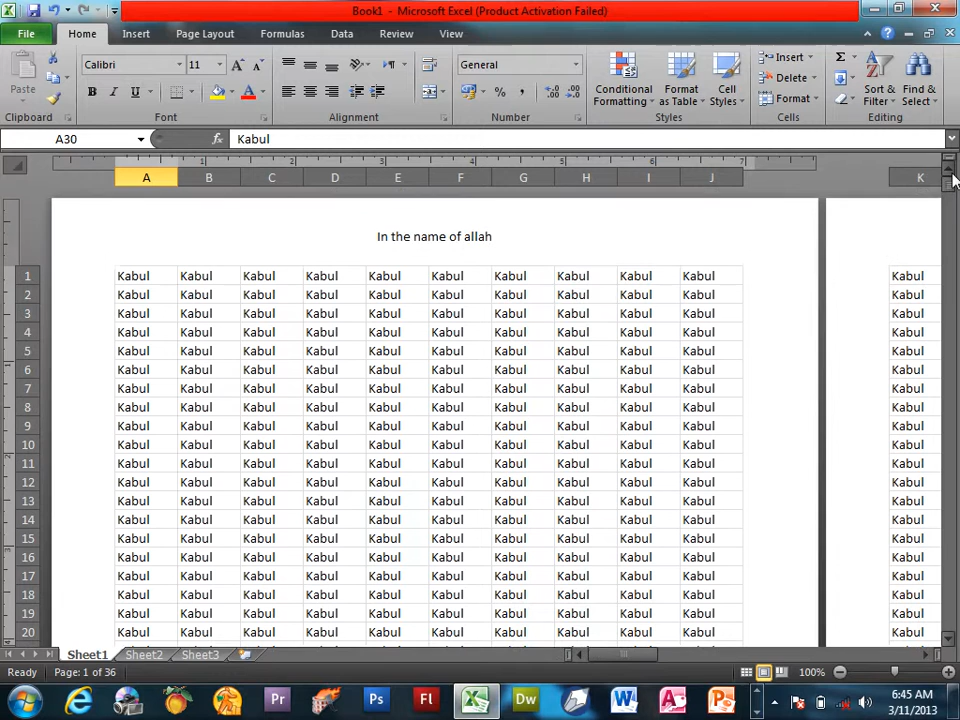 Book1 - Microsoft Excel (Product Activation Failed)
File Home Insert Page Layout Formulas Data Review View
Calibri 11 General Insert Σ
Paste B I U A % Conditional Formatting Format as Table Cell Styles Delete Format Sort & Filter Find & Select
Clipboard Font Alignment Number Styles Cells Editing
A30 fx Kabul
1 2 3 4 5 6 7
A B C D E F G H I J K
In the name of allah
1 Kabul Kabul Kabul Kabul Kabul Kabul Kabul Kabul Kabul Kabul Kabul
2 Kabul Kabul Kabul Kabul Kabul Kabul Kabul Kabul Kabul Kabul Kabul
3 Kabul Kabul Kabul Kabul Kabul Kabul Kabul Kabul Kabul Kabul Kabul
4 Kabul Kabul Kabul Kabul Kabul Kabul Kabul Kabul Kabul Kabul Kabul
5 Kabul Kabul Kabul Kabul Kabul Kabul Kabul Kabul Kabul Kabul Kabul
6 Kabul Kabul Kabul Kabul Kabul Kabul Kabul Kabul Kabul Kabul Kabul
7 Kabul Kabul Kabul Kabul Kabul Kabul Kabul Kabul Kabul Kabul Kabul
8 Kabul Kabul Kabul Kabul Kabul Kabul Kabul Kabul Kabul Kabul Kabul
9 Kabul Kabul Kabul Kabul Kabul Kabul Kabul Kabul Kabul Kabul Kabul
10 Kabul Kabul Kabul Kabul Kabul Kabul Kabul Kabul Kabul Kabul Kabul
11 Kabul Kabul Kabul Kabul Kabul Kabul Kabul Kabul Kabul Kabul Kabul
12 Kabul Kabul Kabul Kabul Kabul Kabul Kabul Kabul Kabul Kabul Kabul
13 Kabul Kabul Kabul Kabul Kabul Kabul Kabul Kabul Kabul Kabul Kabul
14 Kabul Kabul Kabul Kabul Kabul Kabul Kabul Kabul Kabul Kabul Kabul
15 Kabul Kabul Kabul Kabul Kabul Kabul Kabul Kabul Kabul Kabul Kabul
16 Kabul Kabul Kabul Kabul Kabul Kabul Kabul Kabul Kabul Kabul Kabul
17 Kabul Kabul Kabul Kabul Kabul Kabul Kabul Kabul Kabul Kabul Kabul
18 Kabul Kabul Kabul Kabul Kabul Kabul Kabul Kabul Kabul Kabul Kabul
19 Kabul Kabul Kabul Kabul Kabul Kabul Kabul Kabul Kabul Kabul Kabul
20 Kabul Kabul Kabul Kabul Kabul Kabul Kabul Kabul Kabul Kabul Kabul
Sheet1 Sheet2 Sheet3
Ready Page: 1 of 36 100%
Pr Ps Fl Dw 6:45 AM
3/11/2013